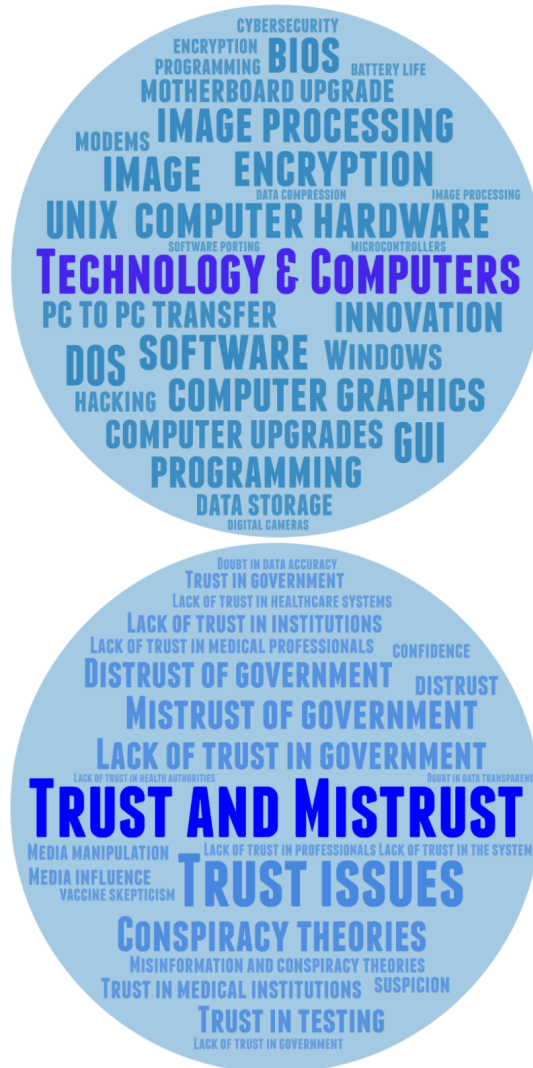 CYBERSECURITY
ENCRYPTION
BIOS
PROGRAMMING
BATTERY LIFE
MOTHERBOARD UPGRADE
IMAGE PROCESSING
MODEMS
IMAGE
ENCRYPTION
DATA COMPRESSION
IMAGE PROCESSING
UNIX
COMPUTER HARDWARE
SOFTWARE PORTING
MICROCONTROLLERS
TECHNOLOGY & COMPUTERS
PC TO PC TRANSFER
INNOVATION
DOS
SOFTWARE
WINDOWS
HACKING
COMPUTER GRAPHICS
COMPUTER UPGRADES
GUI
PROGRAMMING
DATA STORAGE
DIGITAL CAMERAS
DOUBT IN DATA ACCURACY
TRUST IN GOVERNMENT
LACK OF TRUST IN HEALTHCARE SYSTEMS
LACK OF TRUST IN INSTITUTIONS
LACK OF TRUST IN MEDICAL PROFESSIONALS
CONFIDENCE
DISTRUST OF GOVERNMENT
DISTRUST
MISTRUST OF GOVERNMENT
LACK OF TRUST IN GOVERNMENT
LACK OF TRUST IN HEALTH AUTHORITIES
DOUBT IN DATA TRANSPARENC
TRUST AND MISTRUST
MEDIA MANIPULATION
LACK OF TRUST IN PROFESSIONALS
LACK OF TRUST IN THE SYSTEM
MEDIA INFLUENCE
TRUST ISSUES
VACCINE SKEPTICISM
CONSPIRACY THEORIES
MISINFORMATION AND CONSPIRACY THEORIES
TRUST IN MEDICAL INSTITUTIONS
SUSPICION
TRUST IN TESTING
LACK OF TRUST IN GOVERNMENT